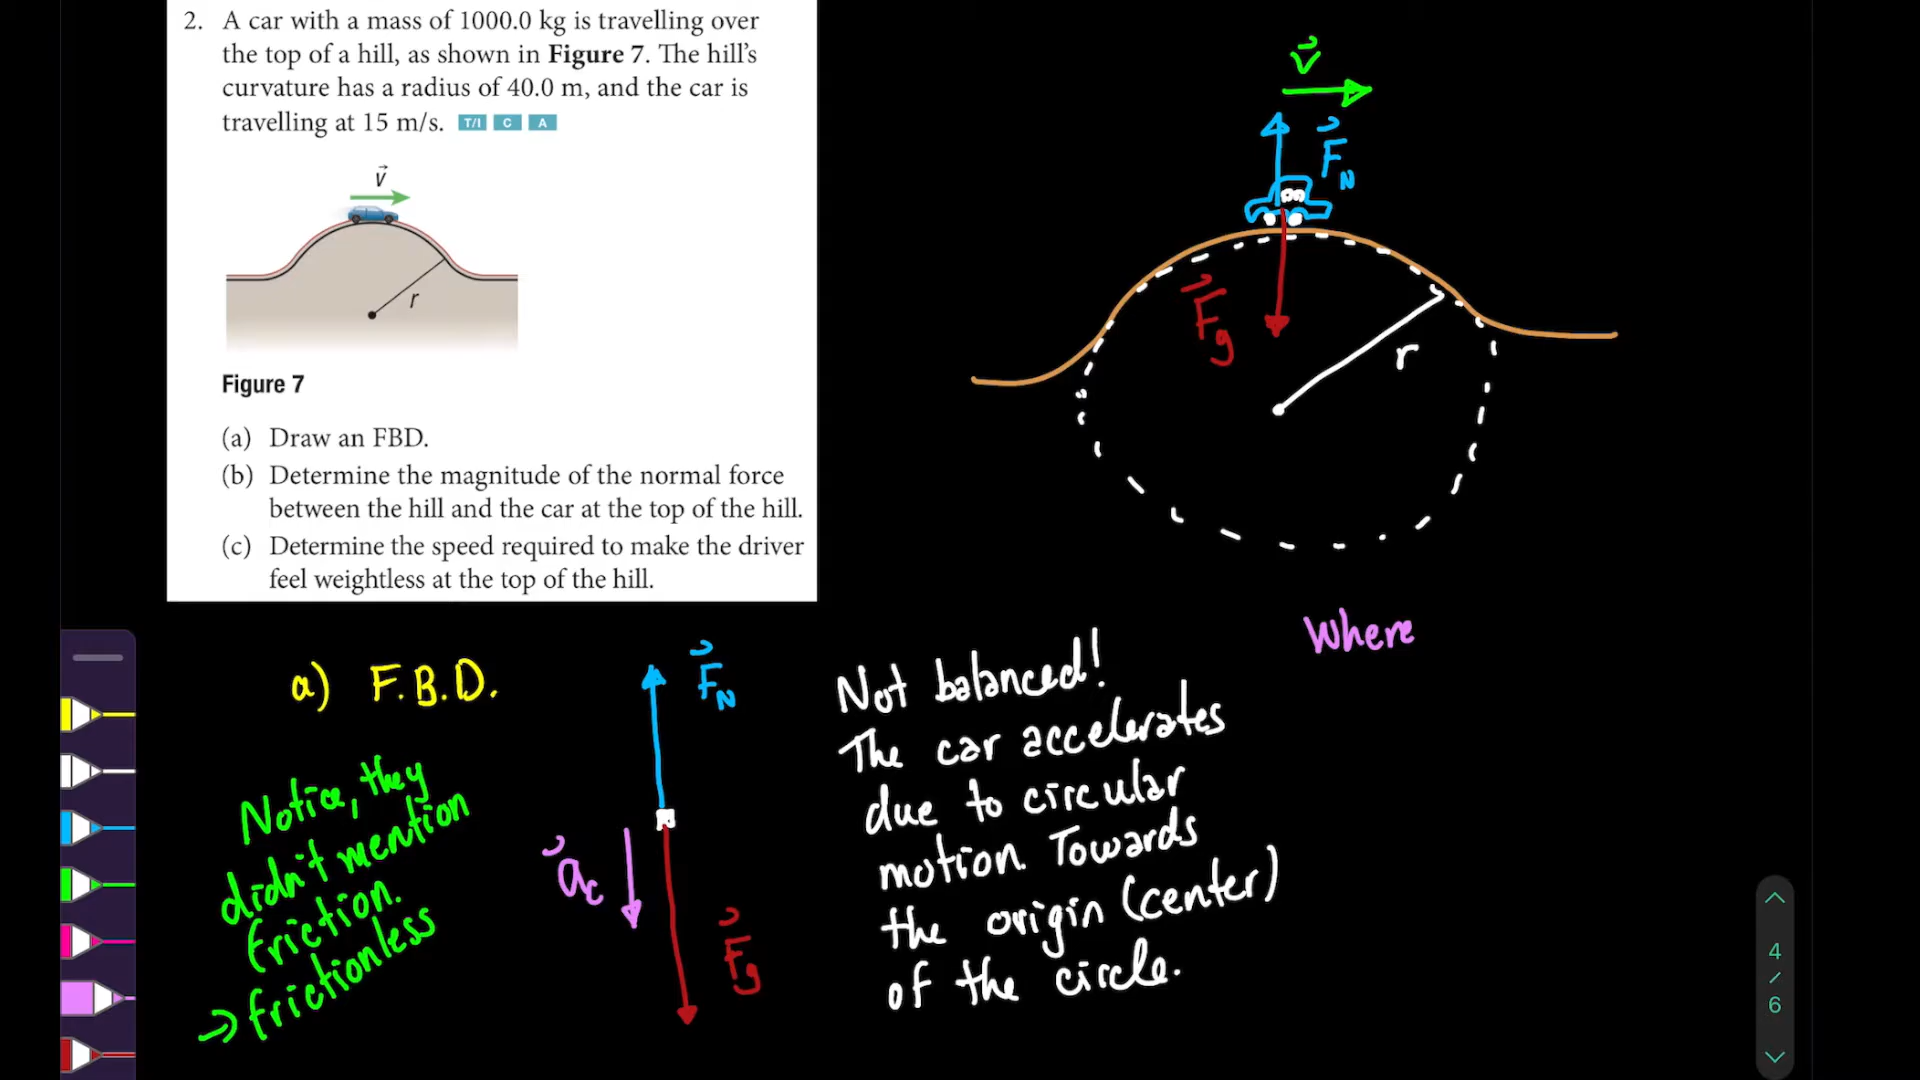 2. A car with a mass of 1000.0 kg is travelling over
the top of a hill, as shown in Figure 7. The hill's
curvature has a radius of 40.0 m, and the car is
travelling at 15 m/s. T/I C A
v
r
Figure 7
(a) Draw an FBD.
(b) Determine the magnitude of the normal force
between the hill and the car at the top of the hill.
(c) Determine the speed required to make the driver
feel weightless at the top of the hill.
v
F_N
F_g
r
a) F.B.D.
Notice, they
didn't mention
friction.
→ frictionless
F_N
a_c
F_g
Not balanced!
The car accelerates
due to circular
motion. Towards
the origin (center)
of the circle.
Where
4
/
6